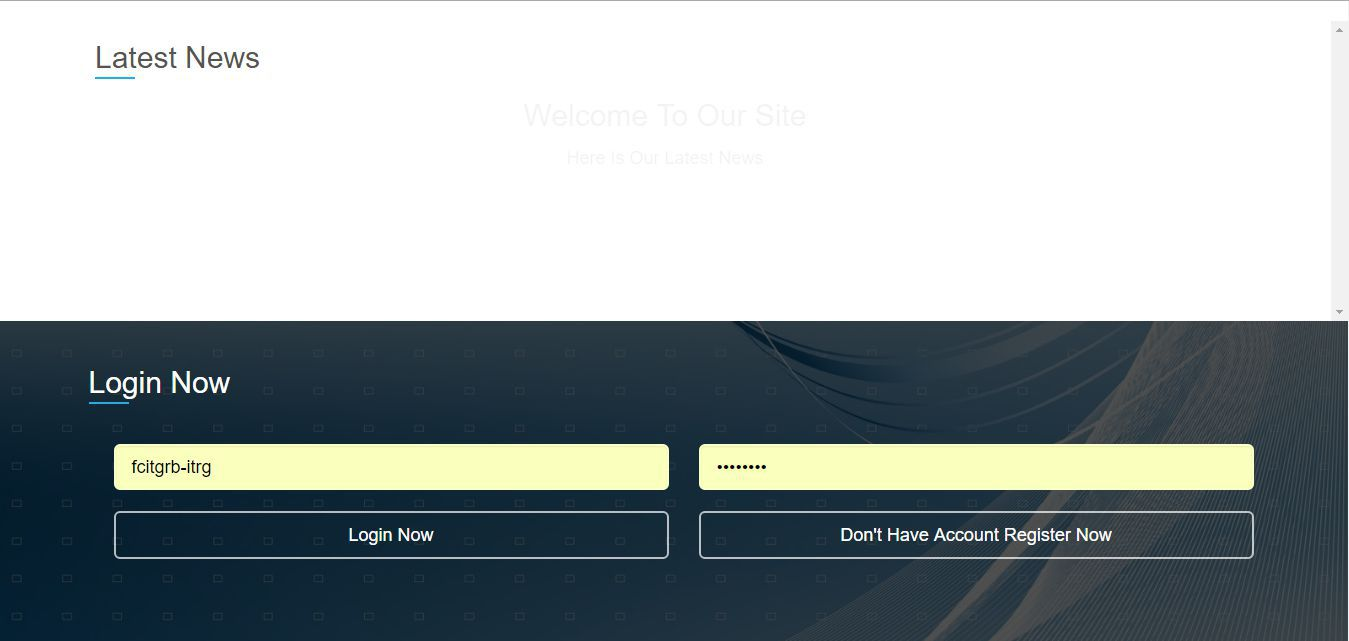 Latest News
Welcome To Our Site
Here Is Our Latest News
Login Now
fcitgrb-itrg
••••••••
Login Now
Don't Have Account Register Now